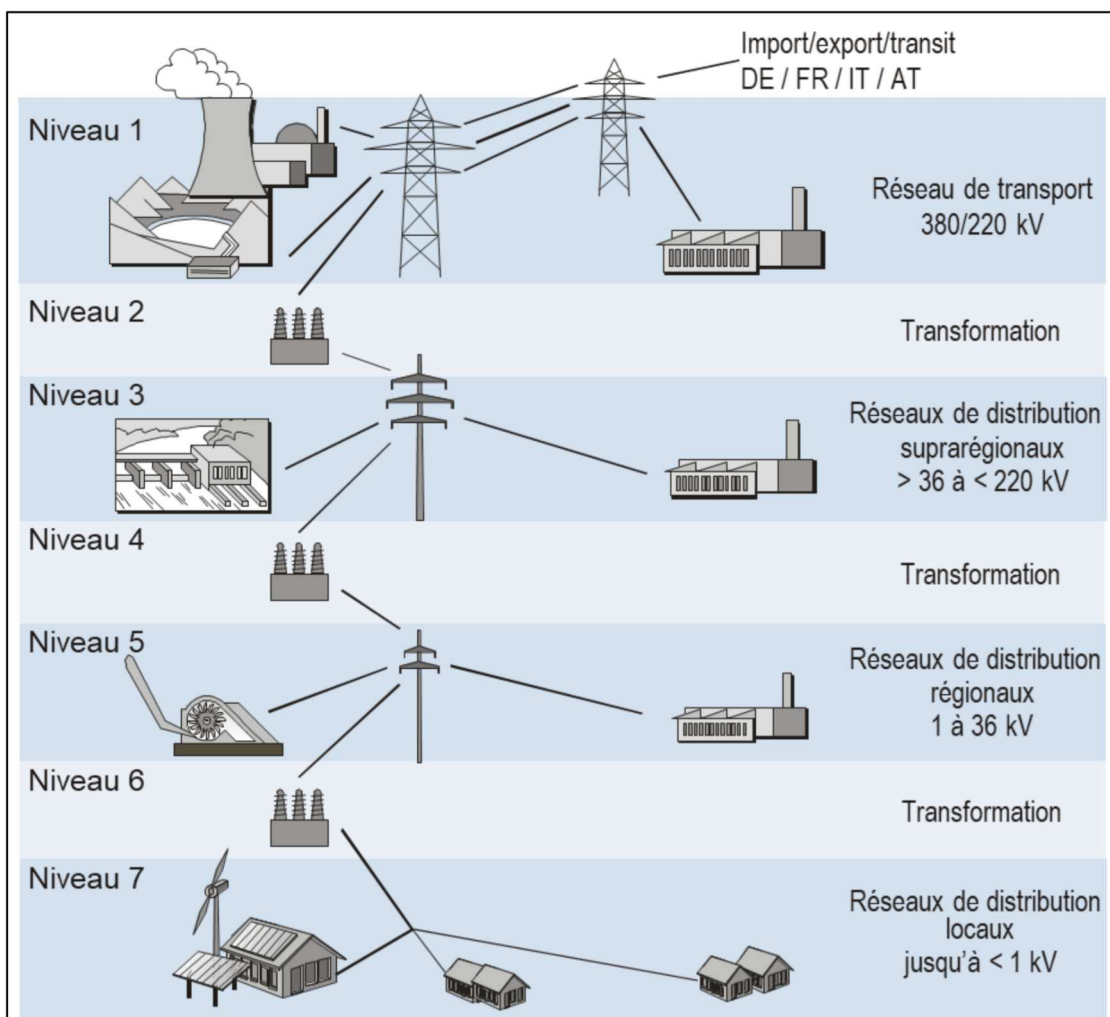 Import/export/transit
DE / FR / IT / AT
Niveau 1
Réseau de transport
380/220 kV
Niveau 2
Transformation
Niveau 3
Réseaux de distribution
suprarégionaux
> 36 à < 220 kV
Niveau 4
Transformation
Niveau 5
Réseaux de distribution
régionaux
1 à 36 kV
Niveau 6
Transformation
Niveau 7
Réseaux de distribution
locaux
jusqu'à < 1 kV